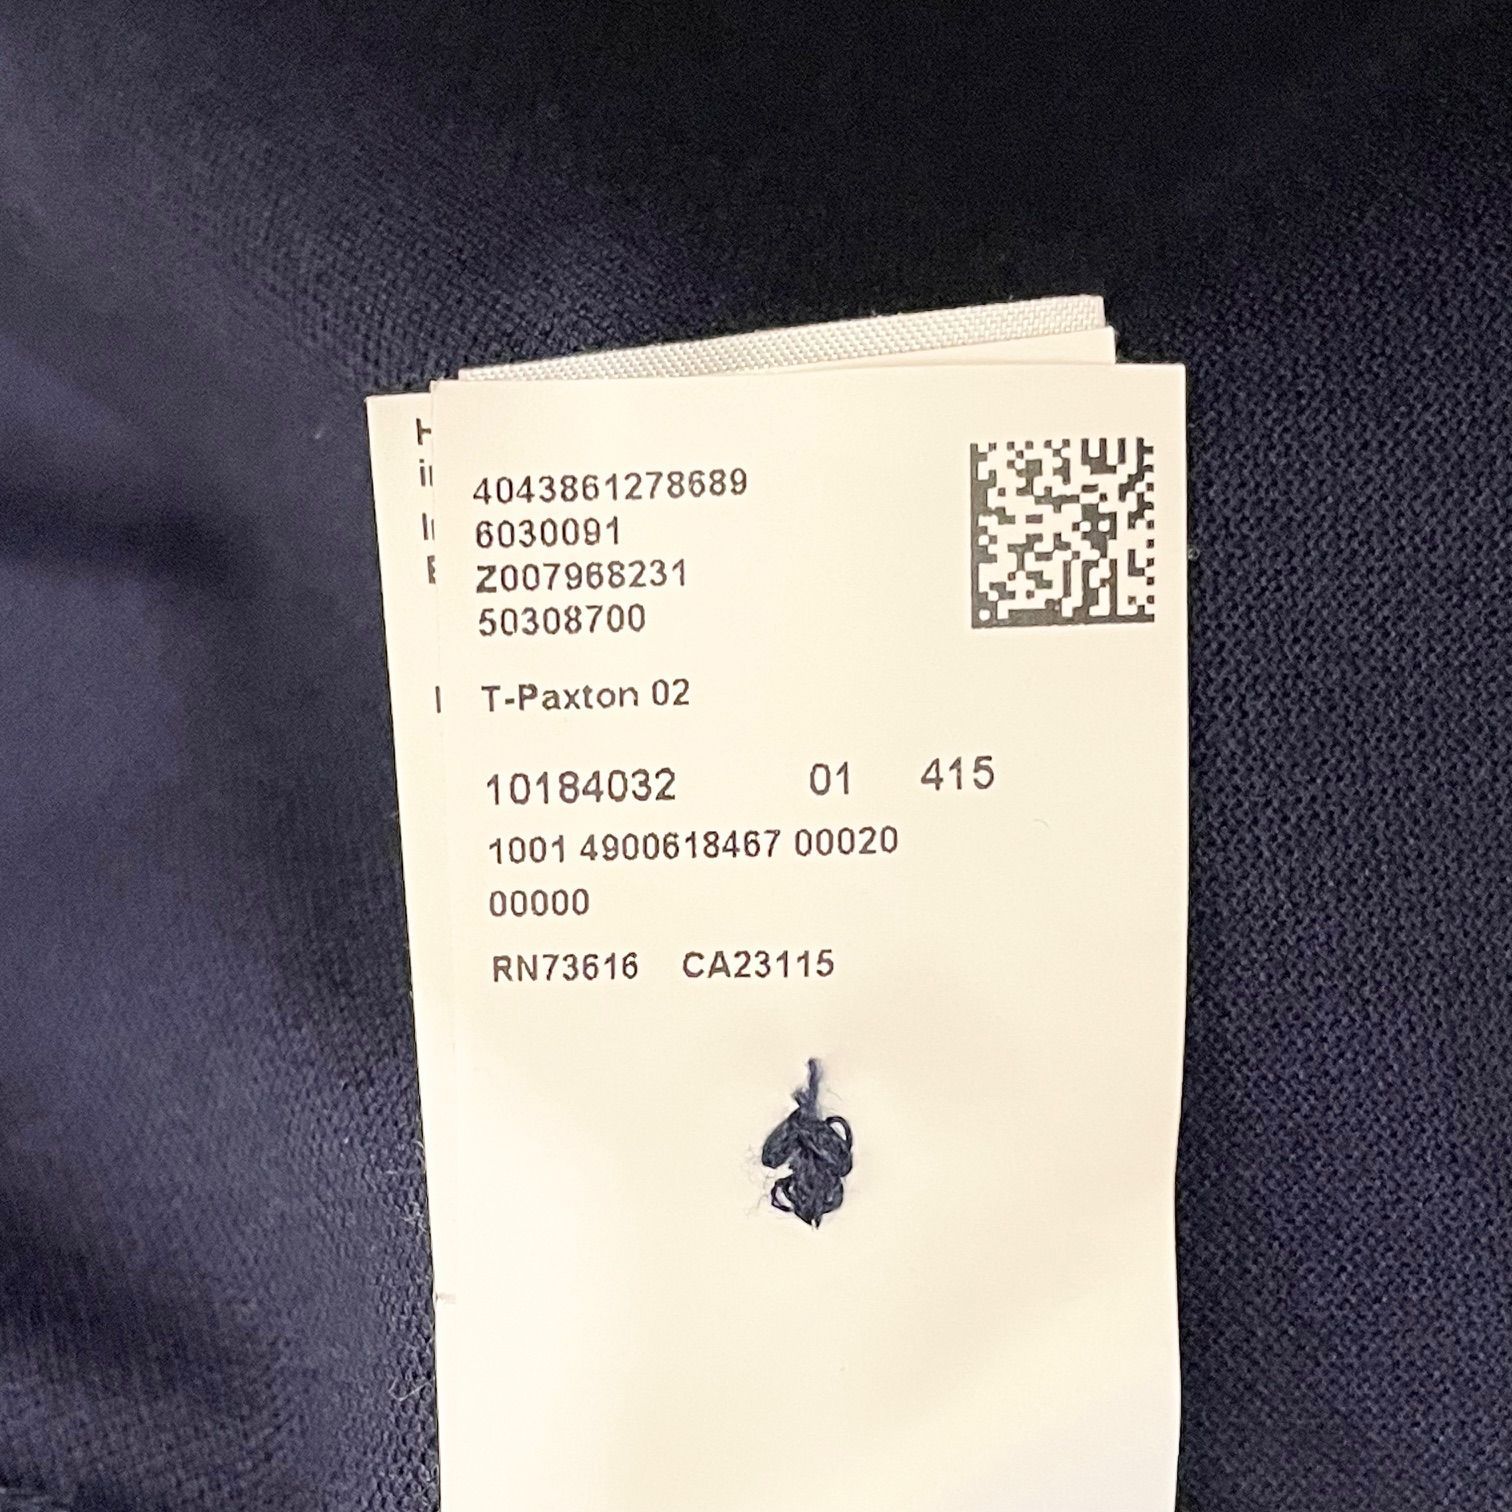 4043861278689
6030091
Z007968231
50308700
T-Paxton 02
10184032 01 415
1001 4900618467 00020
00000
RN73616 CA23115